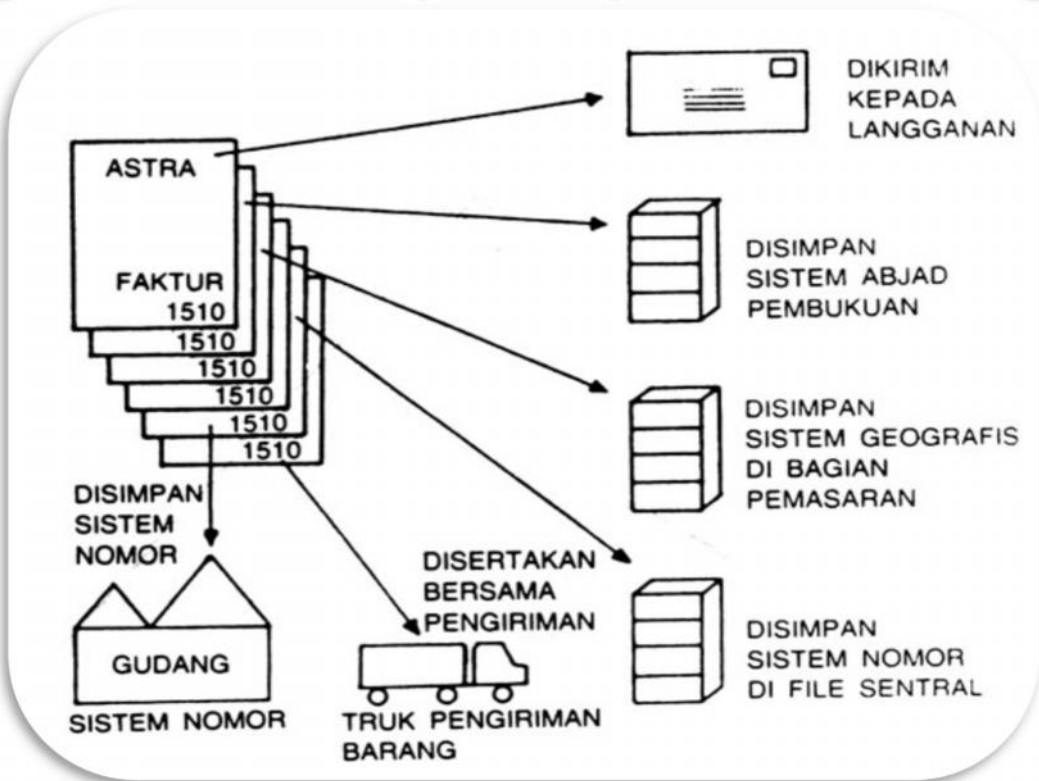 ASTRA
FAKTUR
1510
1510
1510
1510
1510
1510
DIKIRIM
KEPADA
LANGGANAN
DISIMPAN
SISTEM ABJAD
PEMBUKUAN
DISIMPAN
SISTEM GEOGRAFIS
DI BAGIAN
PEMASARAN
DISIMPAN
SISTEM NOMOR
DI FILE SENTRAL
DISIMPAN
SISTEM
NOMOR
GUDANG
SISTEM NOMOR
DISERTAKAN
BERSAMA
PENGIRIMAN
TRUK PENGIRIMAN
BARANG